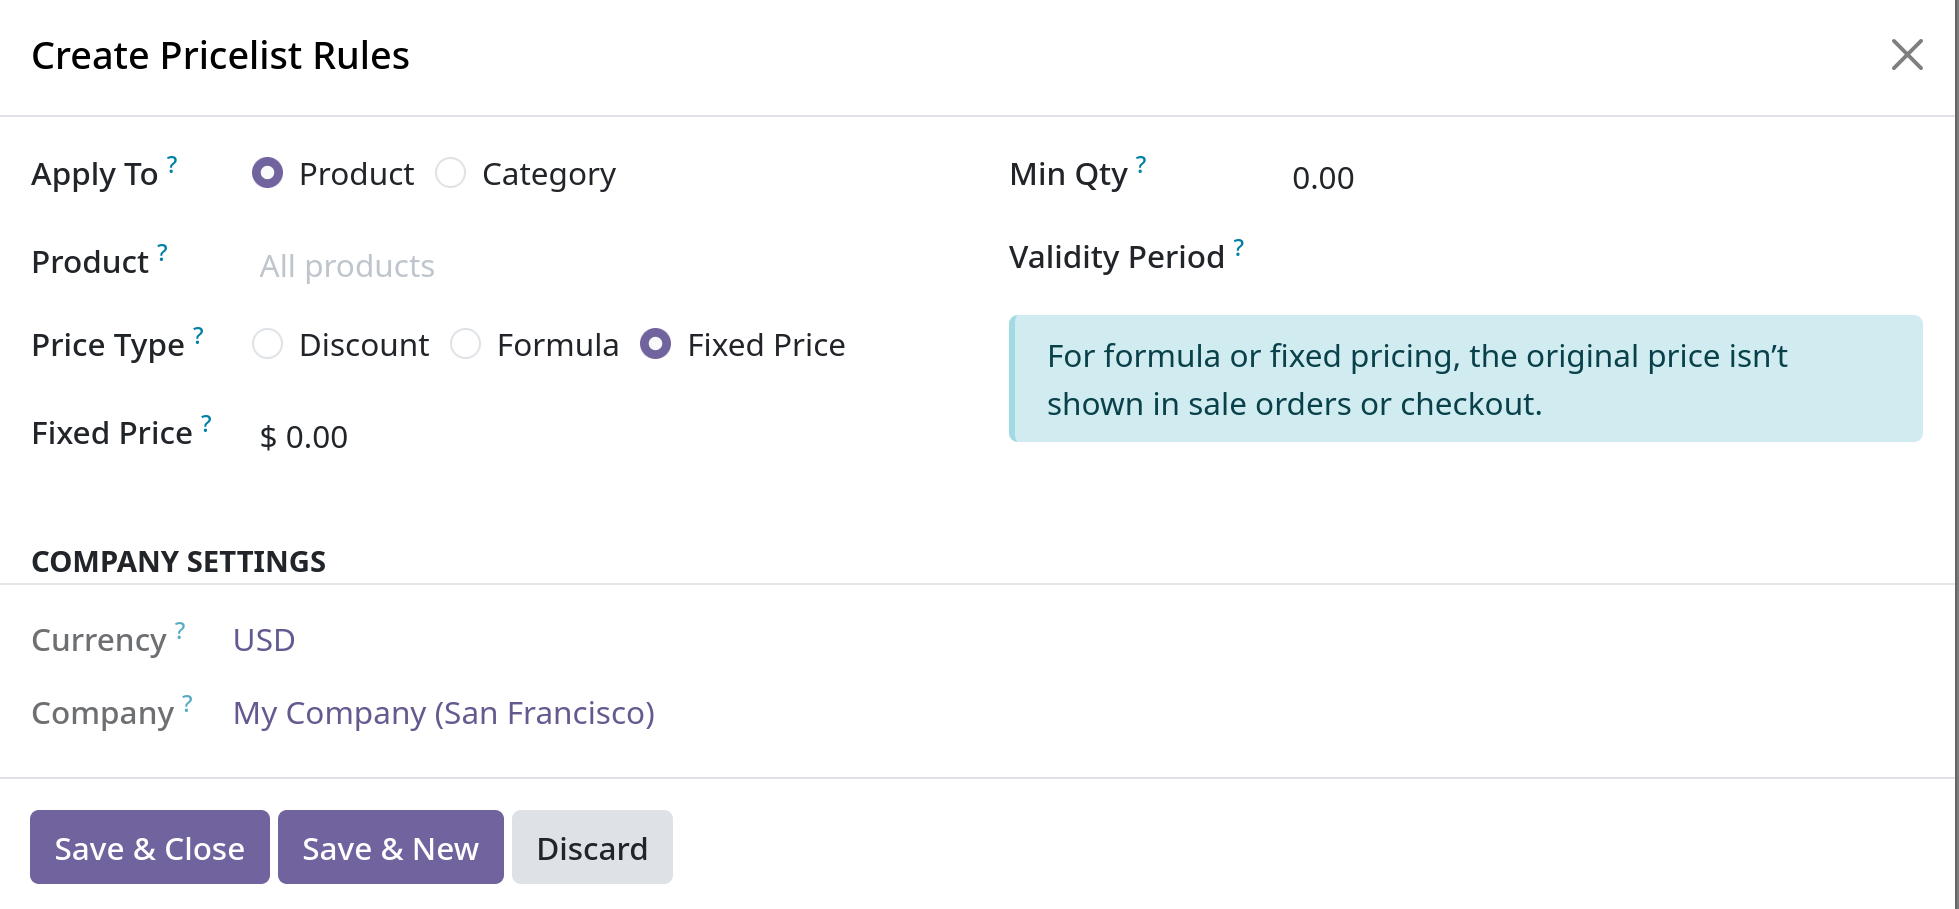 Create Pricelist Rules
Apply To ?
Product
Category
Product ?
All products
Price Type ?
Discount
Formula
Fixed Price
Fixed Price ?
$ 0.00
Min Qty ?
0.00
Validity Period ?
For formula or fixed pricing, the original price isn’t
shown in sale orders or checkout.
COMPANY SETTINGS
Currency ?
USD
Company ?
My Company (San Francisco)
Save & Close
Save & New
Discard